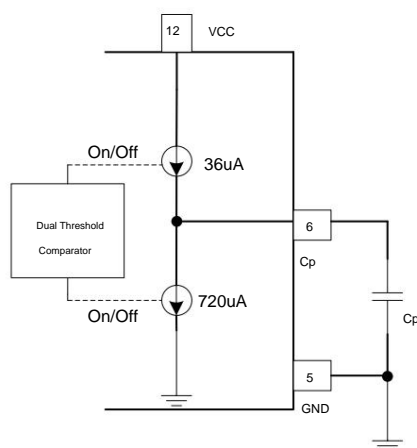 12
VCC
On/Off
36uA
Dual Threshold
Comparator
6
Cp
Cp
720uA
On/Off
5
GND